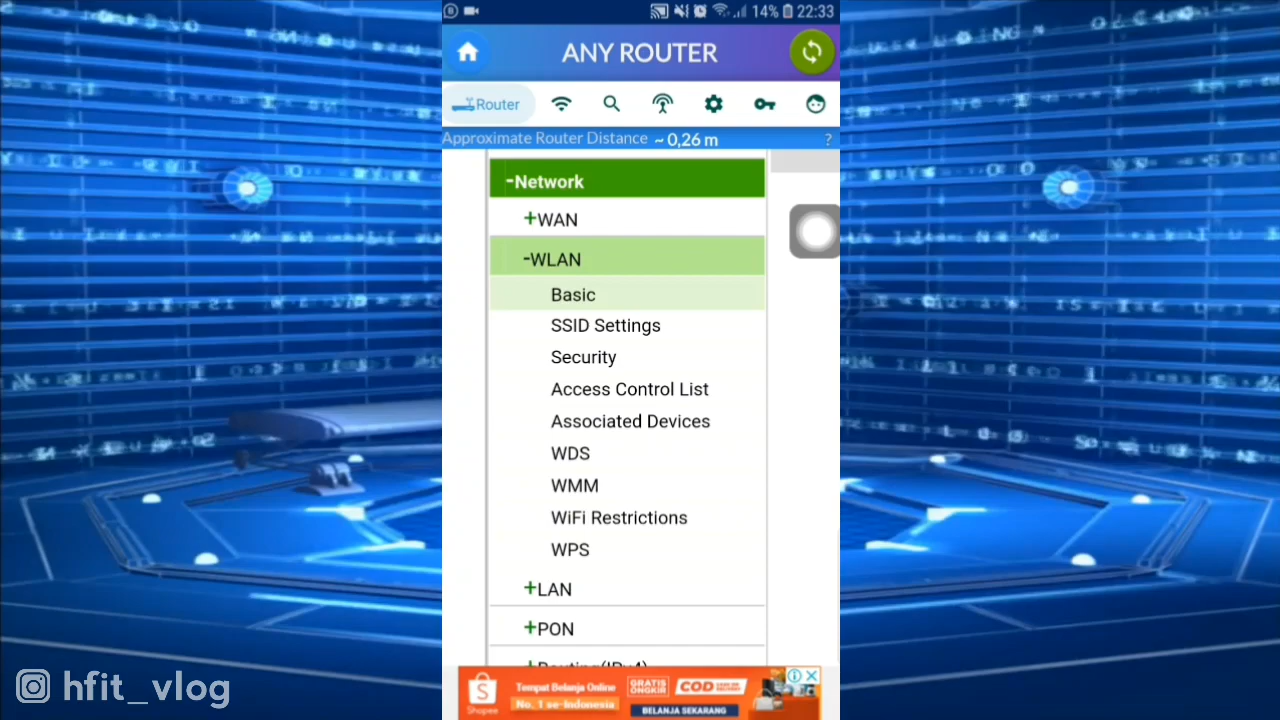 14% 22:33
ANY ROUTER
Router
Approximate Router Distance ~ 0,26 m ?
-Network
+WAN
-WLAN
Basic
SSID Settings
Security
Access Control List
Associated Devices
WDS
WMM
WiFi Restrictions
WPS
+LAN
+PON
+Routing(IPv4)
Shopee
Tempat Belanja Online
No. 1 se-Indonesia
GRATIS
ONGKIR
COD
BELANJA SEKARANG
hfit_vlog